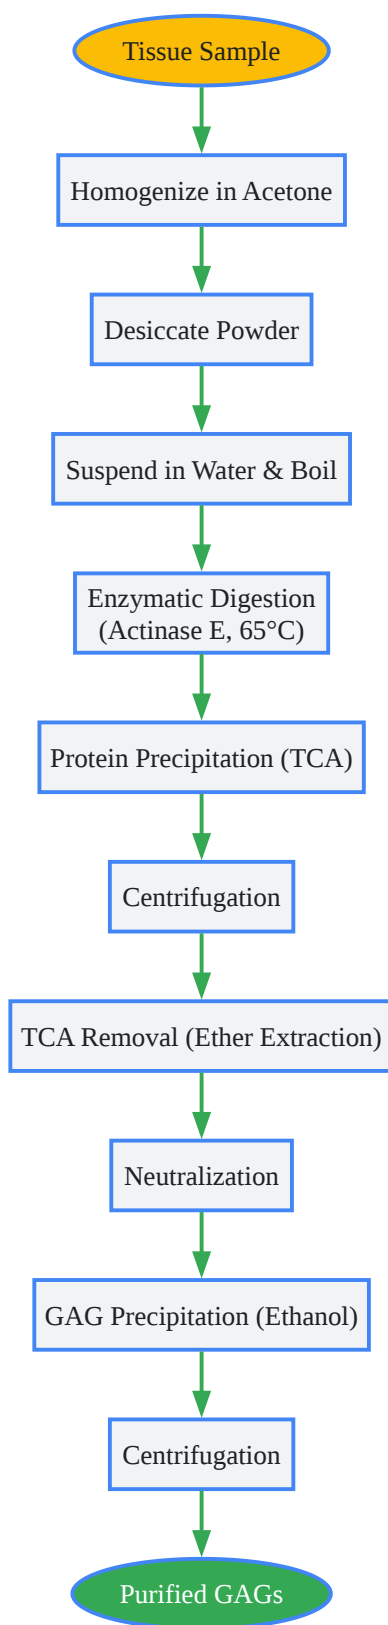 Tissue Sample
Homogenize in Acetone
Desiccate Powder
Suspend in Water & Boil
Enzymatic Digestion
(Actinase E, 65°C)
Protein Precipitation (TCA)
Centrifugation
TCA Removal (Ether Extraction)
Neutralization
GAG Precipitation (Ethanol)
Centrifugation
Purified GAGs